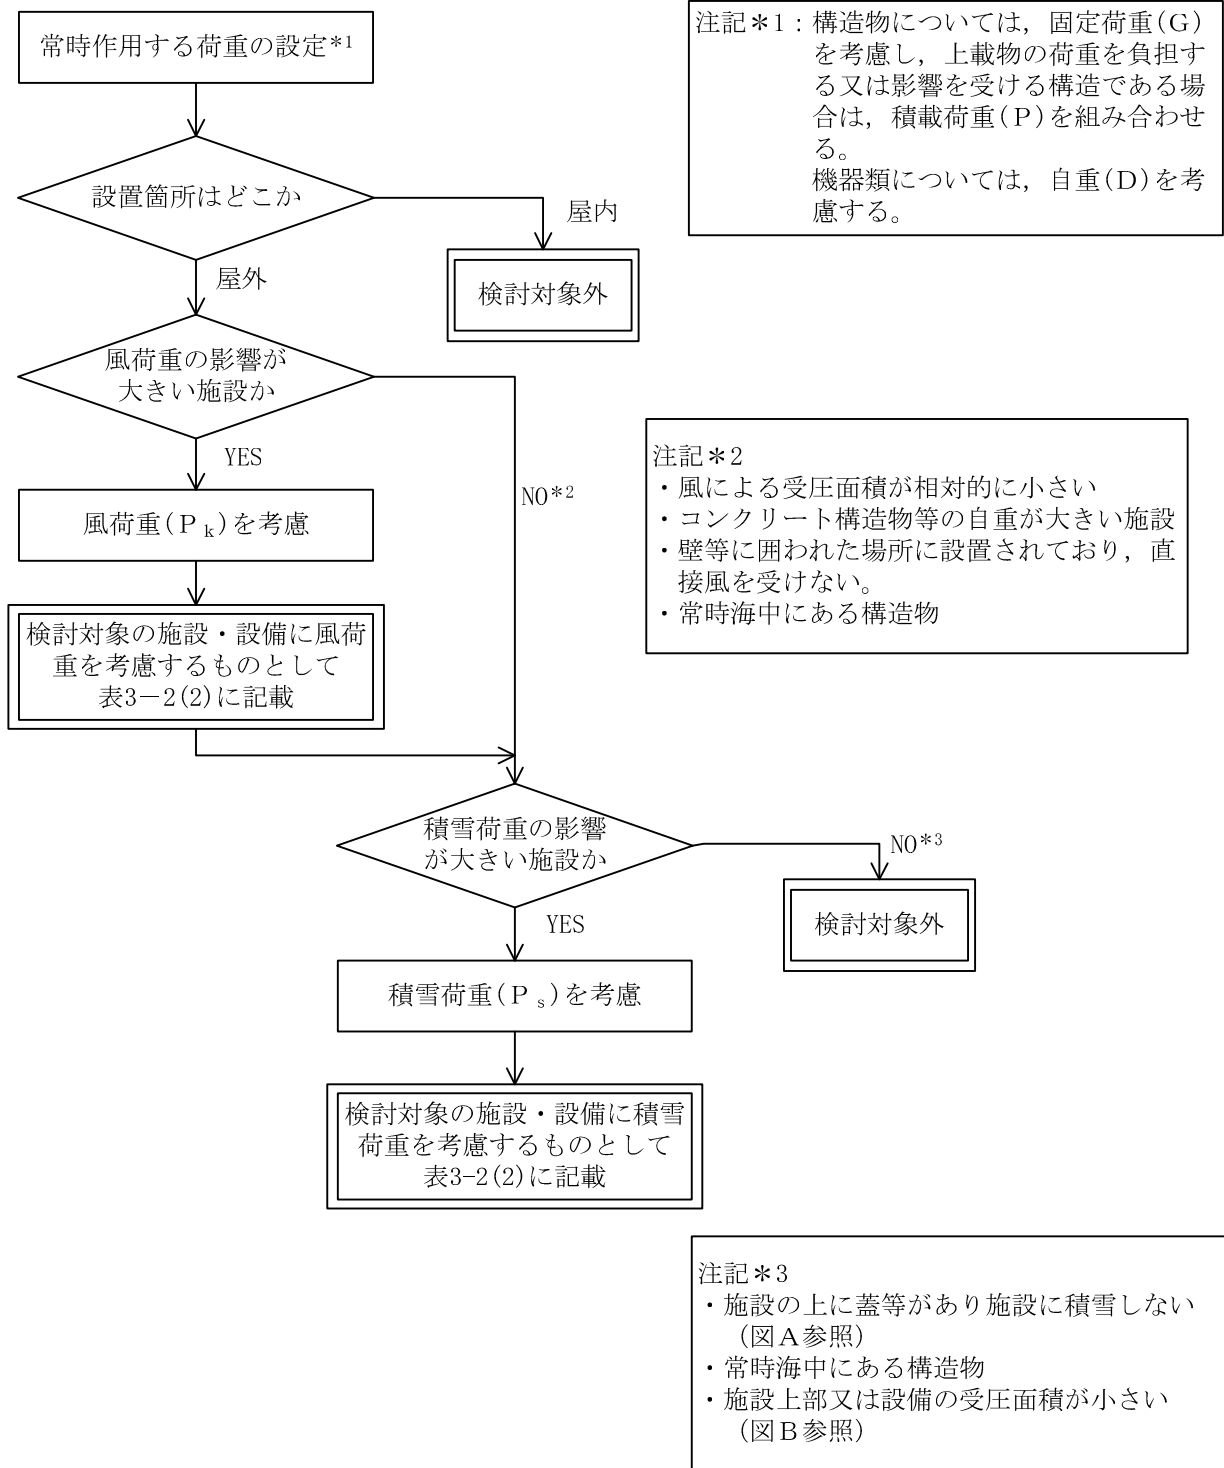 常時作用する荷重の設定*1
注記＊1：構造物については，固定荷重(Ｇ)
を考慮し，上載物の荷重を負担す
る又は影響を受ける構造である場
合は，積載荷重(Ｐ)を組み合わせ
る。
機器類については，自重(Ｄ)を考
慮する。
設置箇所はどこか
屋内
検討対象外
屋外
風荷重の影響が
大きい施設か
YES
NO*2
風荷重(Ｐk)を考慮
検討対象の施設・設備に風荷
重を考慮するものとして
表3－2(2)に記載
注記＊2
・風による受圧面積が相対的に小さい
・コンクリート構造物等の自重が大きい施設
・壁等に囲われた場所に設置されており，直
接風を受けない。
・常時海中にある構造物
積雪荷重の影響
が大きい施設か
NO*3
検討対象外
YES
積雪荷重(Ｐs)を考慮
検討対象の施設・設備に積雪
荷重を考慮するものとして
表3-2(2)に記載
注記＊3
・施設の上に蓋等があり施設に積雪しない
（図Ａ参照）
・常時海中にある構造物
・施設上部又は設備の受圧面積が小さい
（図Ｂ参照）